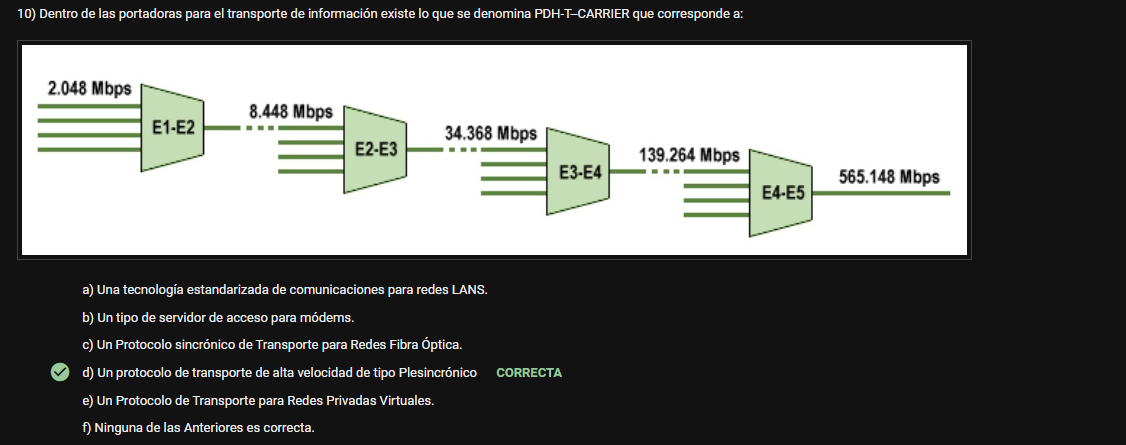 10) Dentro de las portadoras para el transporte de información existe lo que se denomina PDH-T–CARRIER que corresponde a:
2.048 Mbps
E1-E2
8.448 Mbps
E2-E3
34.368 Mbps
E3-E4
139.264 Mbps
E4-E5
565.148 Mbps
a) Una tecnología estandarizada de comunicaciones para redes LANS.
b) Un tipo de servidor de acceso para módems.
c) Un Protocolo sincrónico de Transporte para Redes Fibra Óptica.
d) Un protocolo de transporte de alta velocidad de tipo Plesincrónico CORRECTA
e) Un Protocolo de Transporte para Redes Privadas Virtuales.
f) Ninguna de las Anteriores es correcta.